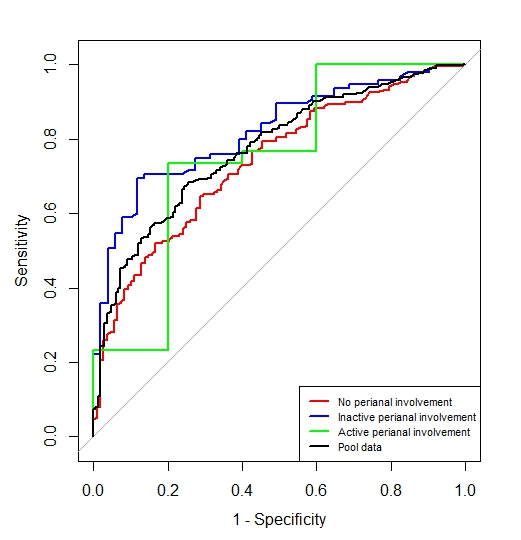 1.0
0.8
0.6
0.4
0.2
0.0
Sensitivity
No perianal involvement
Inactive perianal involvement
Active perianal involvement
Pool data
0.0 0.2 0.4 0.6 0.8 1.0
1 - Specificity